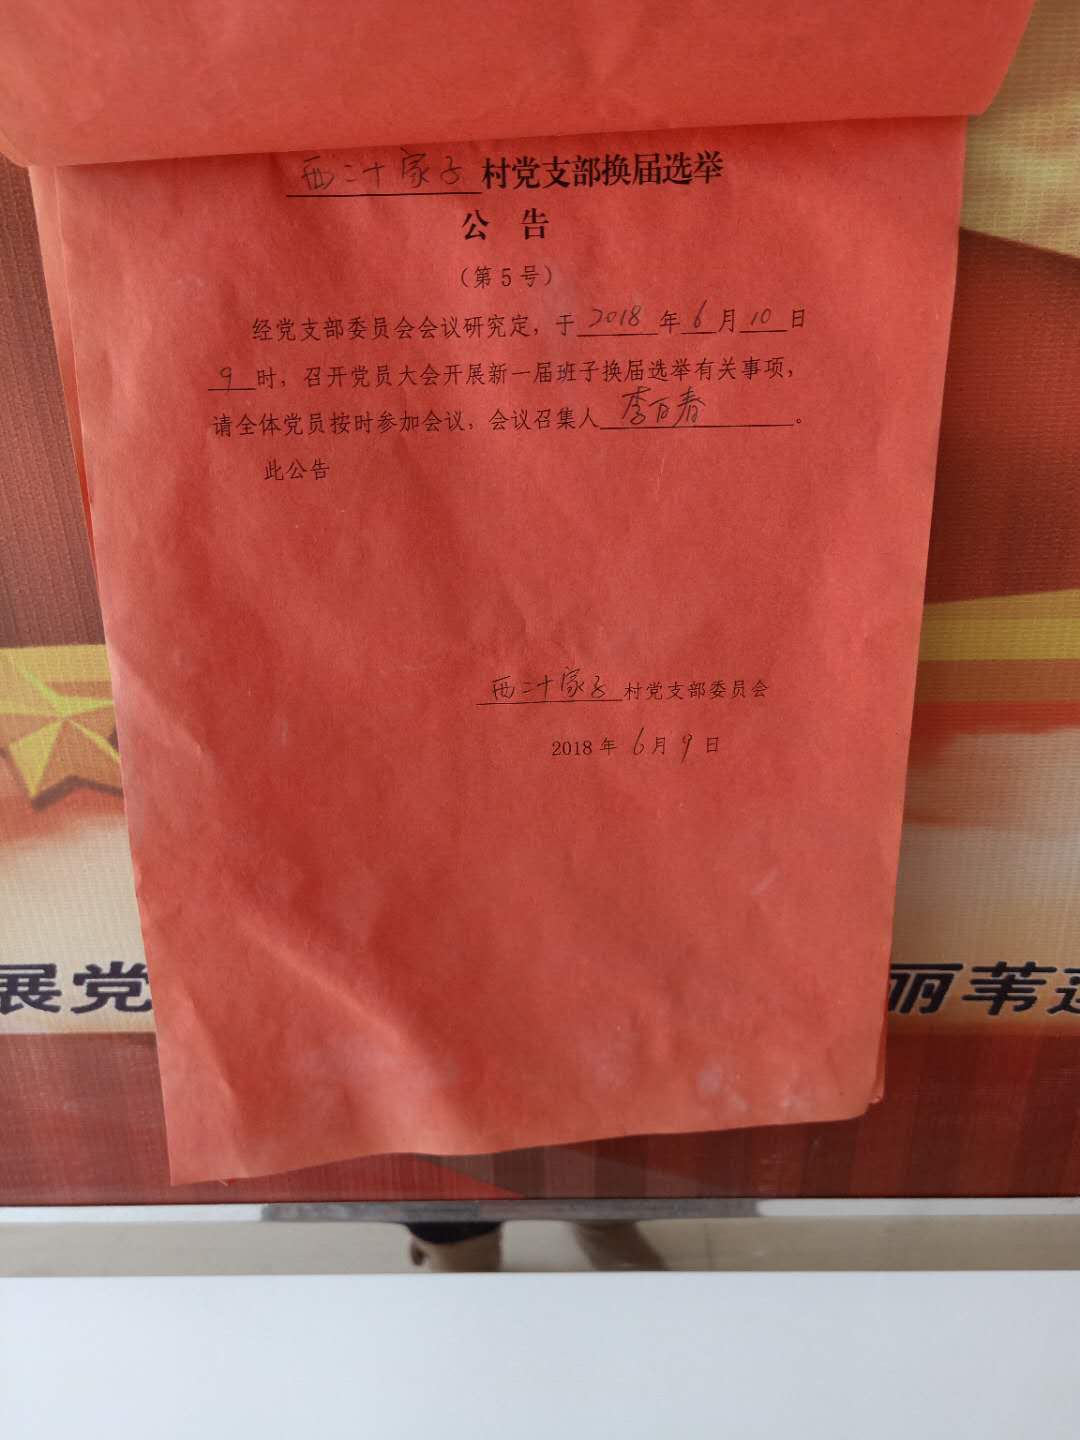 西二十家子村党支部换届选举
公 告
（第 5 号）
经党支部委员会会议研究定，于2018年6月10日
9时，召开党员大会开展新一届班子换届选举有关事项，
请全体党员按时参加会议，会议召集人李百春。
此公告
西二十家子村党支部委员会
2018 年 6 月 9 日
展党
丽苇莲